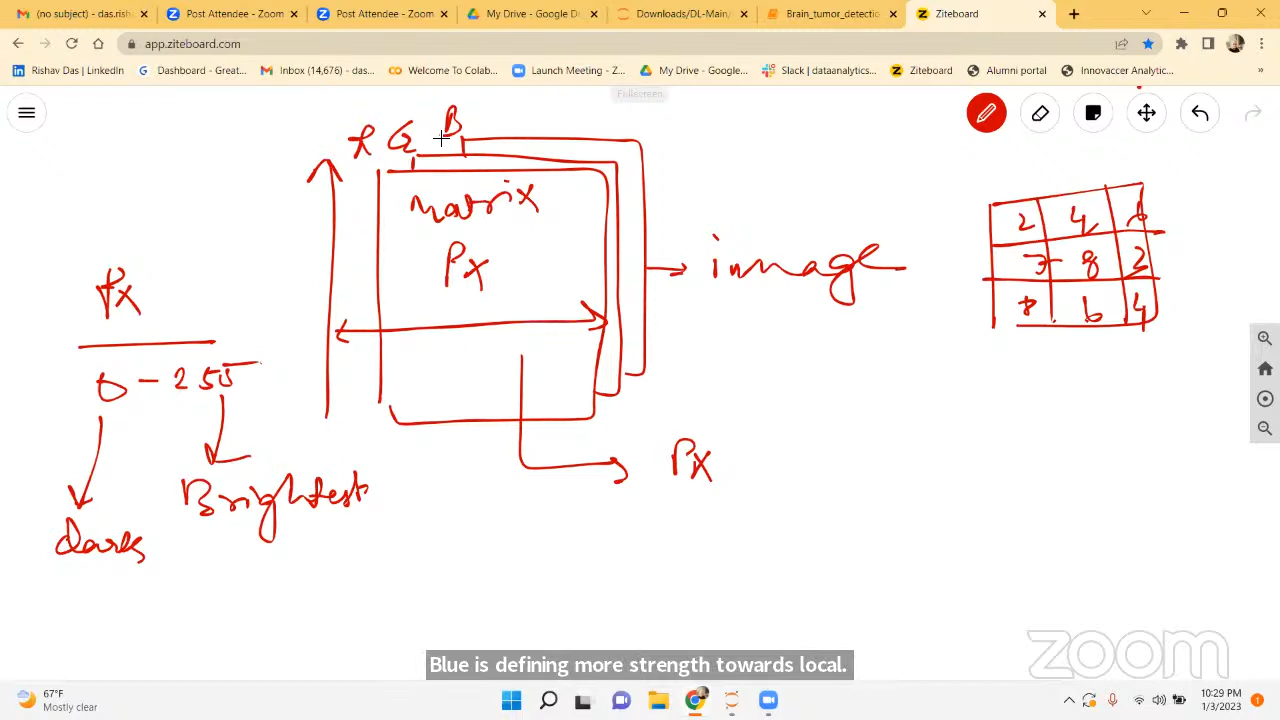 (no subject) - das.rish
Post Attendee - Zoom
Post Attendee - Zoom
My Drive - Google D
Downloads/DL-Main/
Brain_tumor_detectio
Ziteboard
app.ziteboard.com
Rishav Das | LinkedIn
Dashboard - Great...
Inbox (14,676) - das...
Welcome To Colab...
Launch Meeting - Z...
My Drive - Google...
Slack | dataanalytics...
Ziteboard
Alumni portal
Innovaccer Analytic...
Fullscreen.
R G B
Matrix
Px
image
Px
0 - 255
dark
Brightest
Px
2 4
7 8 3
8 6 4
Blue is defining more strength towards local.
zoom
67°F
Mostly clear
10:29 PM
1/3/2023
1